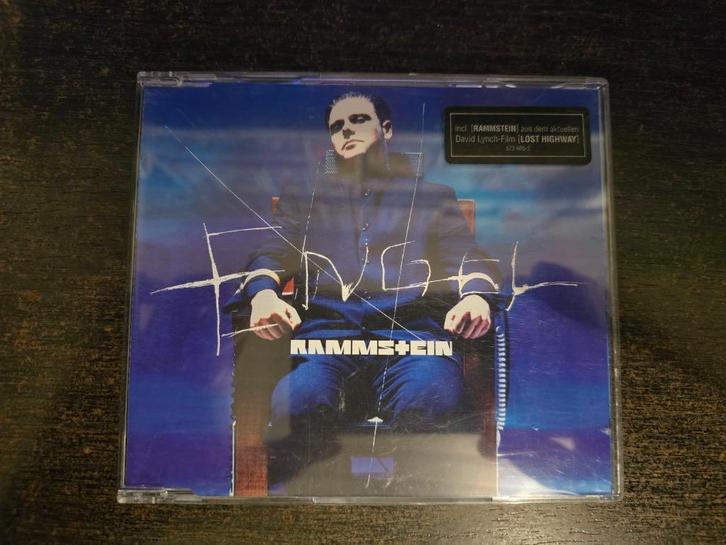 incl. [RAMMSTEIN] aus dem aktuellen
David Lynch-Film [LOST HIGHWAY]
ENGEL
RAMMSTEIN